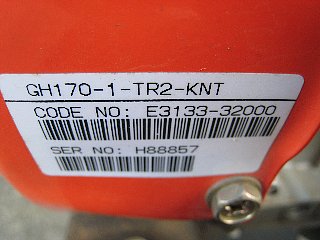 GH170-1-TR2-KNT
CODE NO: E3133-32000
SER NO: H88857